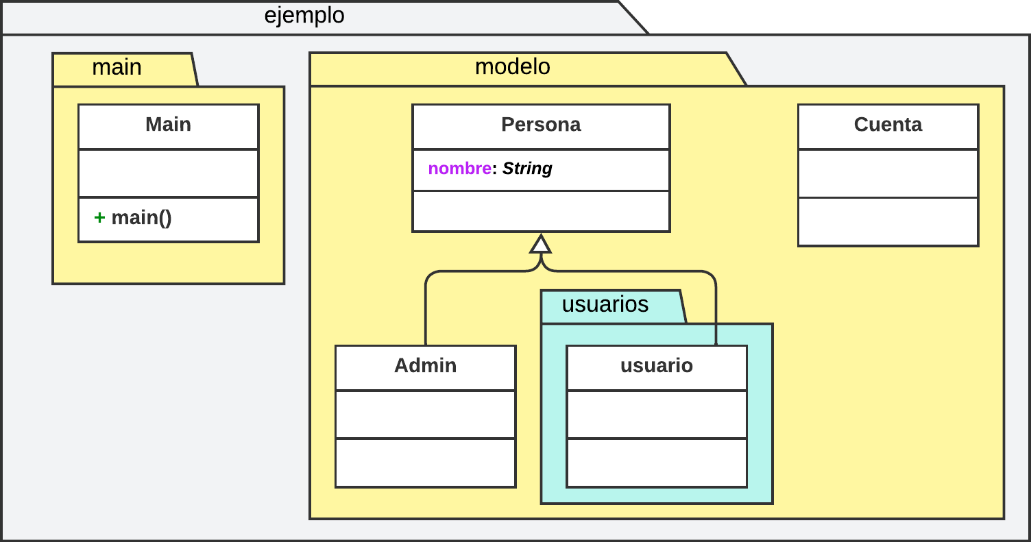 ejemplo
main
Main
+ main()
modelo
Persona
nombre: String
Cuenta
Admin
usuarios
usuario